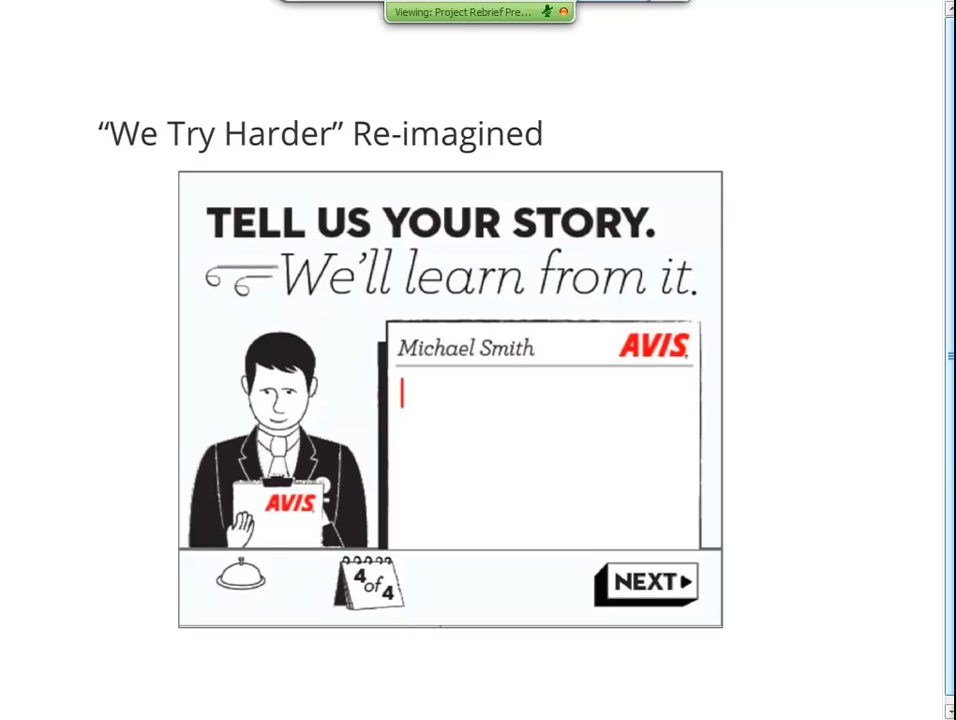 Viewing: Project Rebrief Pre...
“We Try Harder” Re-imagined
TELL US YOUR STORY.
We’ll learn from it.
Michael Smith
AVIS
AVIS
4 of 4
NEXT